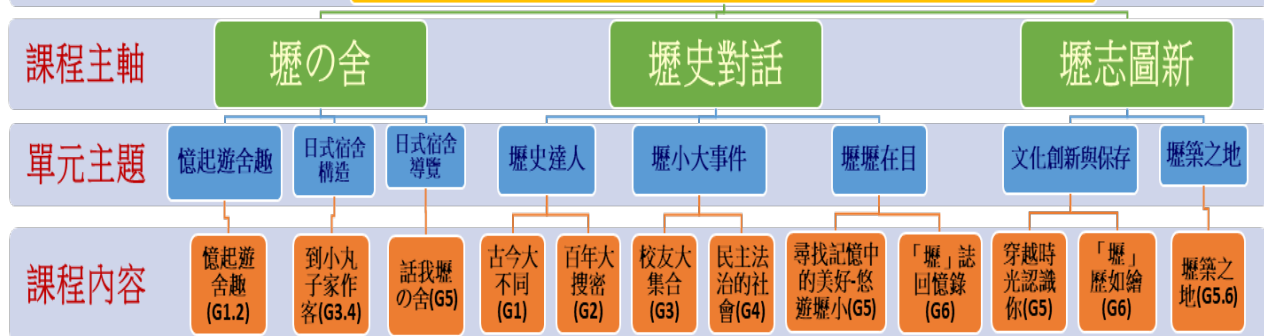 課程主軸
壢の舍
壢史對話
壢志圖新
單元主題
憶起遊舍趣
日式宿舍
構造
日式宿舍
導覽
壢史達人
壢小大事件
壢壢在目
文化創新與保存
壢築之地
課程內容
憶起遊
舍趣
(G1.2)
到小丸
子家作
客(G3.4)
話我壢
の舍(G5)
古今大
不同
(G1)
百年大
搜密
(G2)
校友大
集合
(G3)
民主法
治的社
會(G4)
尋找記憶中
的美好-悠
遊壢小(G5)
「壢」誌
回憶錄
(G6)
穿越時
光認識
你(G5)
「壢」
歷如繪
(G6)
壢築之
地(G5.6)